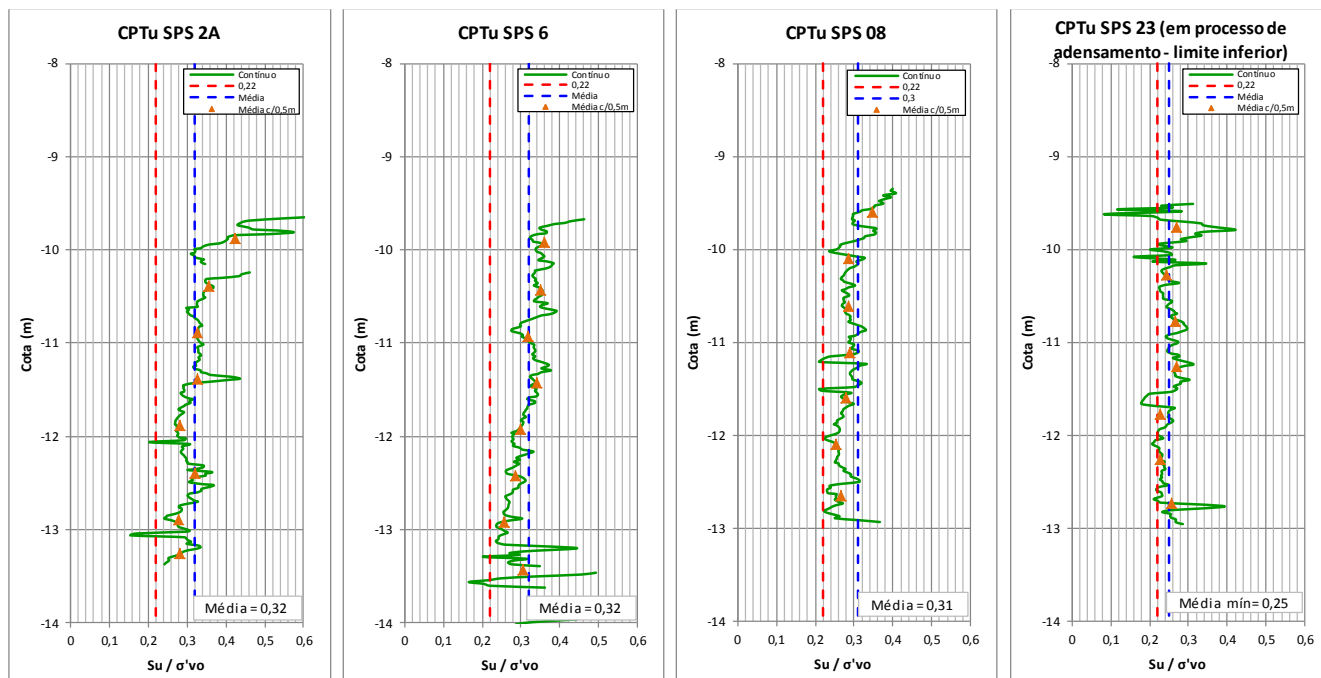 CPTu SPS 2A
Contínuo
0,22
Média
Média c/0,5m
-8
-9
-10
-11
-12
-13
-14
Cota (m)
0
0,1
0,2
0,3
0,4
0,5
0,6
Su / σ'vo
Média = 0,32
CPTu SPS 6
Contínuo
0,22
Média
Média c/0,5m
-8
-9
-10
-11
-12
-13
-14
Cota (m)
0
0,1
0,2
0,3
0,4
0,5
0,6
Su / σ'vo
Média = 0,32
CPTu SPS 08
Contínuo
0,22
0,3
Média c/0,5m
-8
-9
-10
-11
-12
-13
-14
Cota (m)
0
0,1
0,2
0,3
0,4
0,5
0,6
Su / σ'vo
Média = 0,31
CPTu SPS 23 (em processo de
adensamento - limite inferior)
Contínuo
0,22
Média
Média c/0,5m
-8
-9
-10
-11
-12
-13
-14
Cota (m)
0
0,1
0,2
0,3
0,4
0,5
0,6
Su / σ'vo
Média mín= 0,25